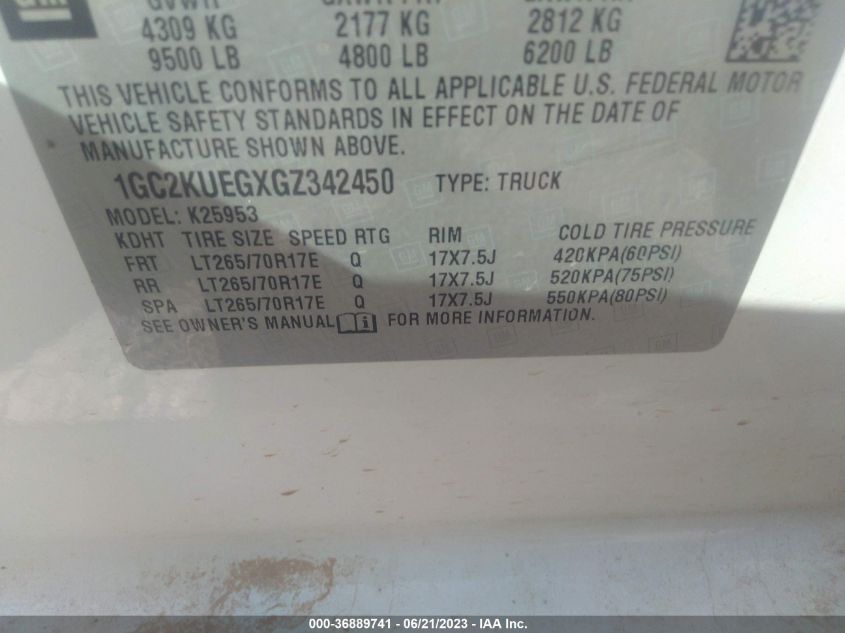 GM
GVWR
4309 KG 2177 KG 2812 KG
9500 LB 4800 LB 6200 LB
THIS VEHICLE CONFORMS TO ALL APPLICABLE U.S. FEDERAL MOTOR
VEHICLE SAFETY STANDARDS IN EFFECT ON THE DATE OF
MANUFACTURE SHOWN ABOVE.
1GC2KUEGXGZ342450 TYPE: TRUCK
MODEL: K25953
KDHT TIRE SIZE SPEED RTG RIM COLD TIRE PRESSURE
FRT LT265/70R17E Q 17X7.5J 420KPA(60PSI)
RR LT265/70R17E Q 17X7.5J 520KPA(75PSI)
SPA LT265/70R17E Q 17X7.5J 550KPA(80PSI)
SEE OWNER'S MANUAL i FOR MORE INFORMATION.
000-36889741 - 06/21/2023 - IAA Inc.